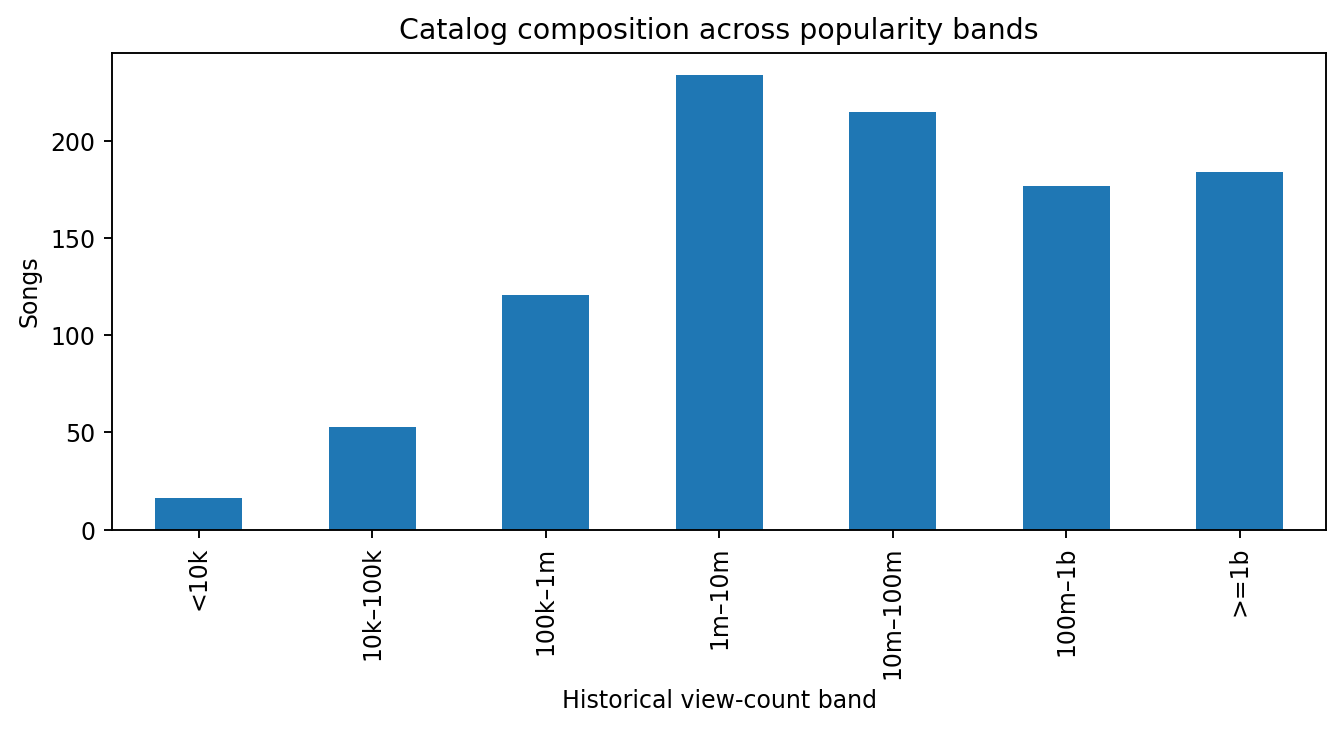 Catalog composition across popularity bands
Songs
200
150
100
50
0
<10k
10k–100k
100k–1m
1m–10m
10m–100m
100m–1b
>=1b
Historical view-count band